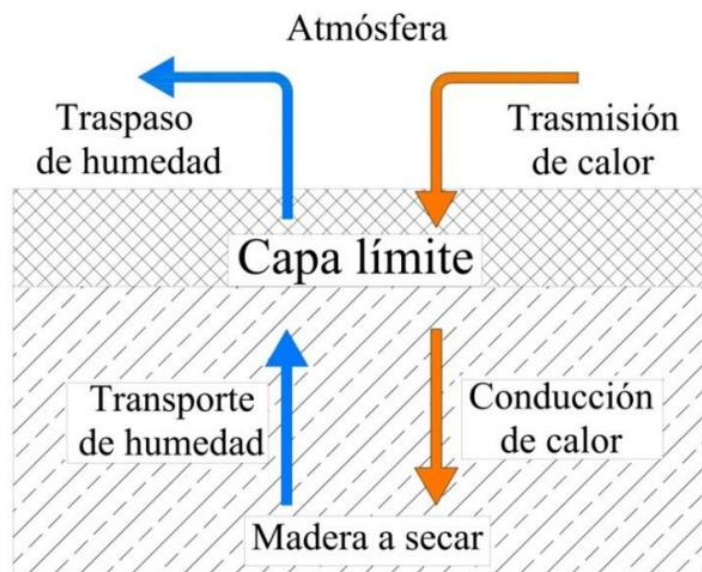 Atmósfera
Traspaso
de humedad
Trasmisión
de calor
Capa límite
Transporte
de humedad
Conducción
de calor
Madera a secar